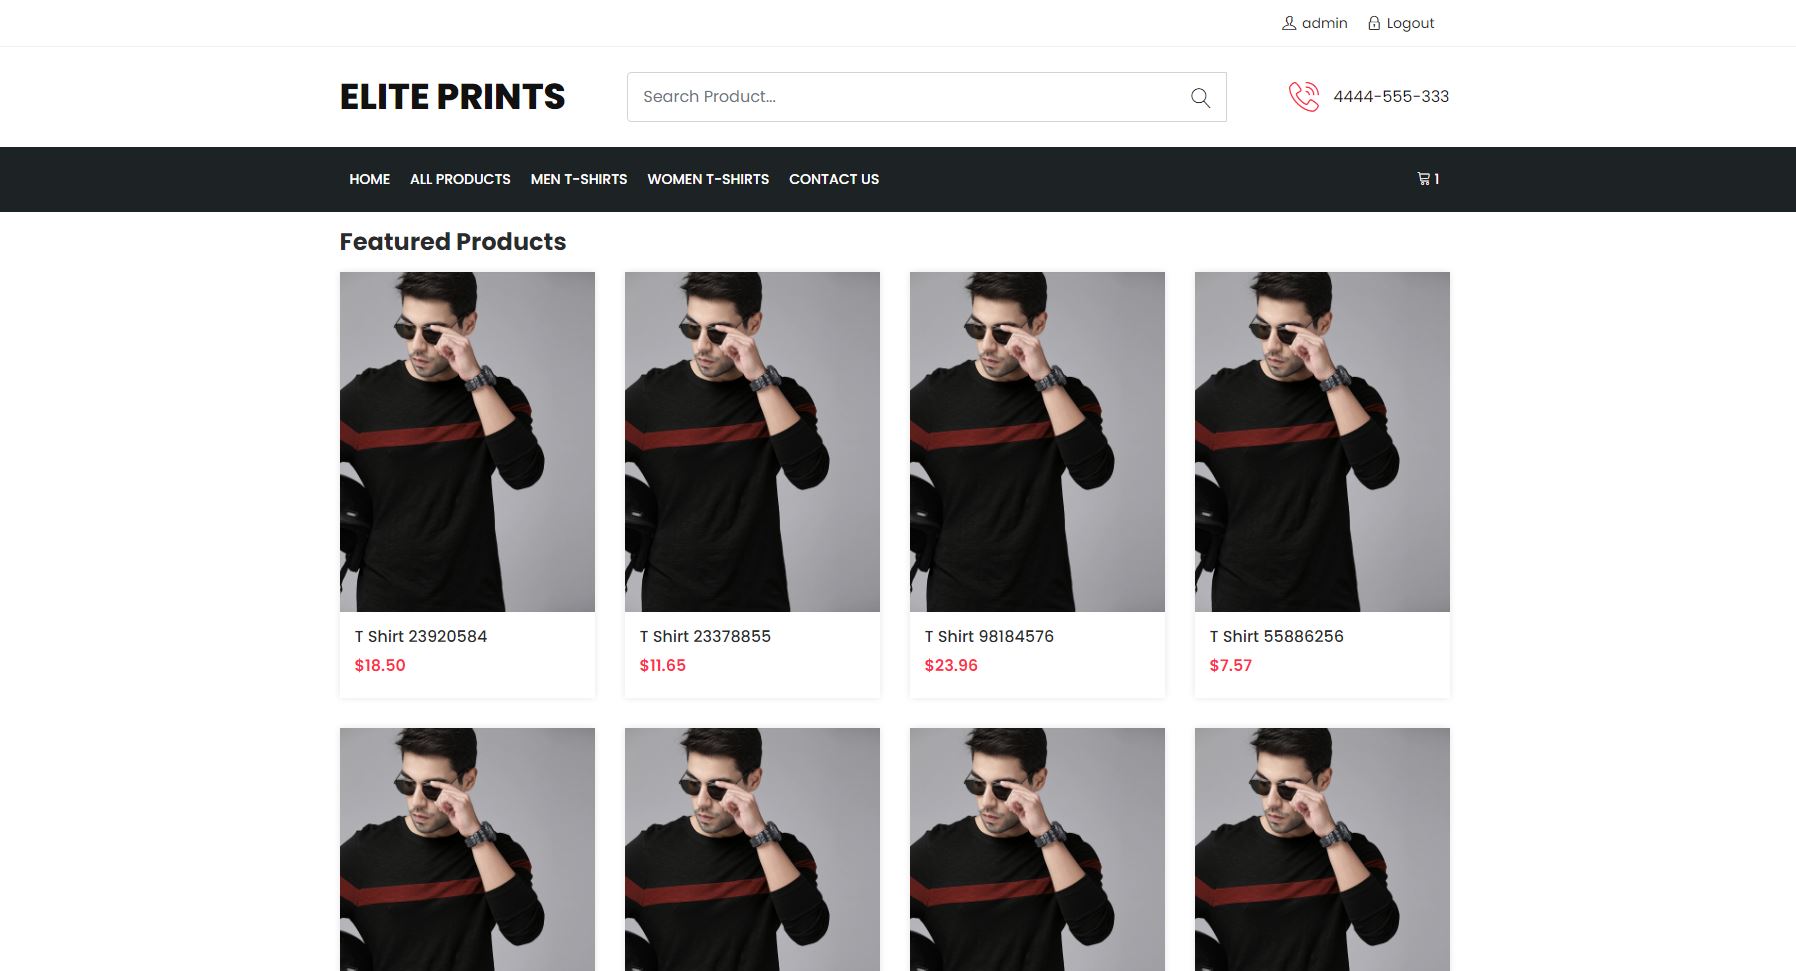 admin Logout
ELITE PRINTS
Search Product...
4444-555-333
HOME ALL PRODUCTS MEN T-SHIRTS WOMEN T-SHIRTS CONTACT US 1
Featured Products
T Shirt 23920584
$18.50
T Shirt 23378855
$11.65
T Shirt 98184576
$23.96
T Shirt 55886256
$7.57